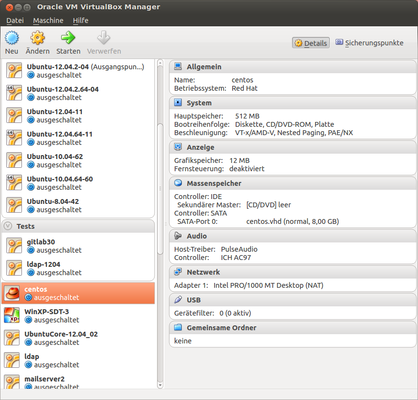 Oracle VM VirtualBox Manager
Datei Maschine Hilfe
Neu Ändern Starten Verwerfen
Details Sicherungspunkte
Ubuntu-12.04.2-04 (Ausgangspun...)
ausgeschaltet
Ubuntu-12.04.2.64-04
ausgeschaltet
Ubuntu-12.04-11
ausgeschaltet
Ubuntu-12.04.64-11
ausgeschaltet
Ubuntu-10.04-62
ausgeschaltet
Ubuntu-10.04.64-60
ausgeschaltet
Ubuntu-8.04-42
ausgeschaltet
Tests
gitlab30
ausgeschaltet
ldap-1204
ausgeschaltet
centos
ausgeschaltet
WinXP-SDT-3
ausgeschaltet
UbuntuCore-12.04_02
ausgeschaltet
ldap
ausgeschaltet
mailserver2
ausgeschaltet
Allgemein
Name: centos
Betriebssystem: Red Hat
System
Hauptspeicher: 512 MB
Bootreihenfolge: Diskette, CD/DVD-ROM, Platte
Beschleunigung: VT-x/AMD-V, Nested Paging, PAE/NX
Anzeige
Grafikspeicher: 12 MB
Fernsteuerung: deaktiviert
Massenspeicher
Controller: IDE
Sekundärer Master: [CD/DVD] leer
Controller: SATA
SATA-Port 0: centos.vhd (normal, 8,00 GB)
Audio
Host-Treiber: PulseAudio
Controller: ICH AC97
Netzwerk
Adapter 1: Intel PRO/1000 MT Desktop (NAT)
USB
Gerätefilter: 0 (0 aktiv)
Gemeinsame Ordner
keine